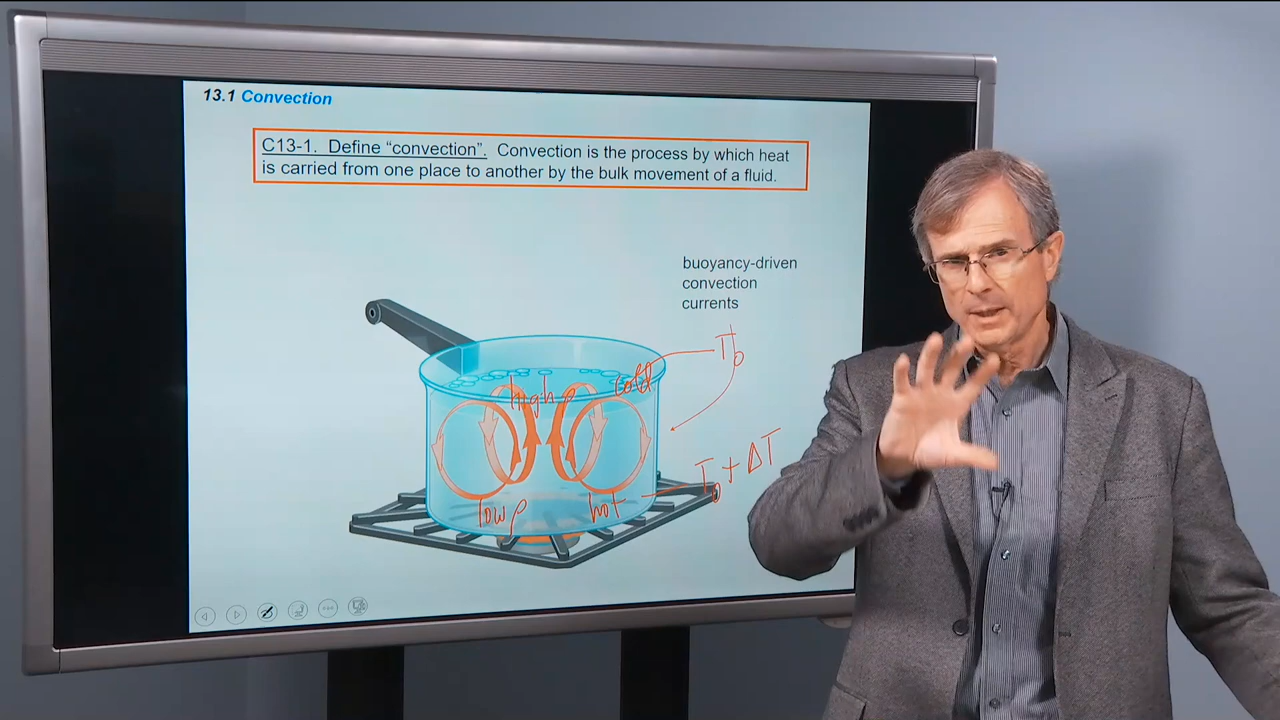 13.1 Convection
C13-1. Define “convection”. Convection is the process by which heat
is carried from one place to another by the bulk movement of a fluid.
buoyancy-driven
convection
currents
T₀
high ρ
cold
T₀ + ΔT
low ρ
hot